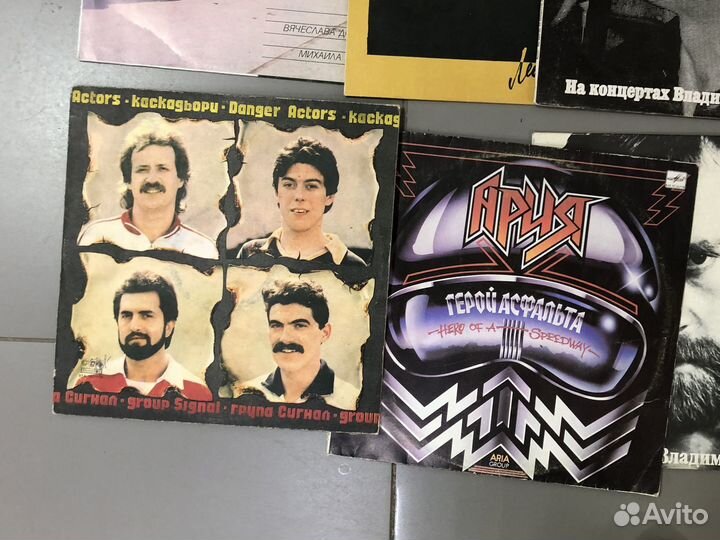 ВЯЧЕСЛАВА
МИХАИЛА
На концертах Влади
Actors · каскадьори · Danger Actors · каска
АРИЯ
ГЕРОЙ АСФАЛЬТА
HERO OF A SPEEDWAY
ARIA
GROUP
а Сигнал · group Signal · група Сигнал · group
Владим
Avito